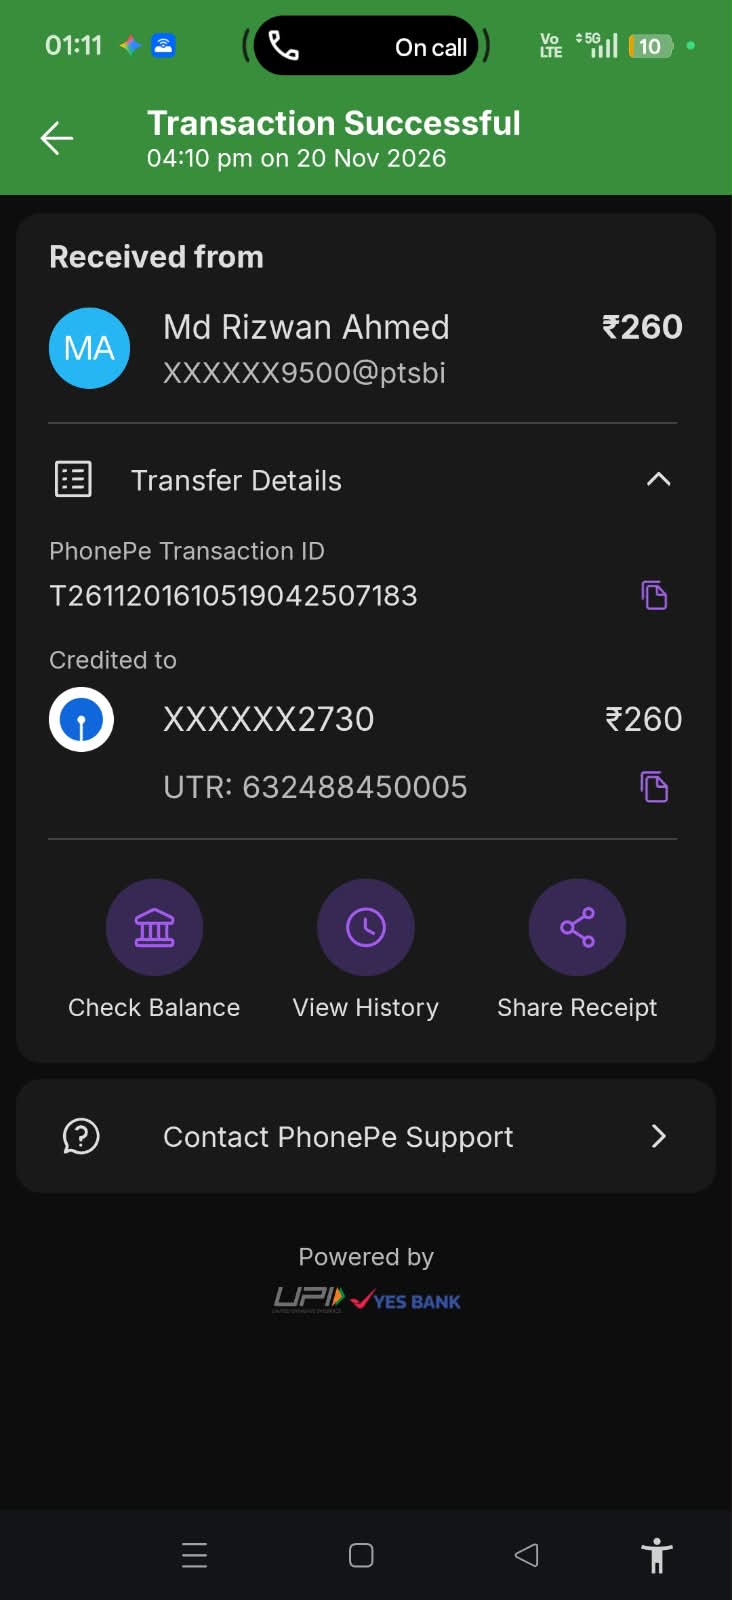 01:11
On call
Vo
LTE
5G
10
Transaction Successful
04:10 pm on 20 Nov 2026
Received from
MA
Md Rizwan Ahmed
₹260
XXXXXX9500@ptsbi
Transfer Details
PhonePe Transaction ID
T2611201610519042507183
Credited to
XXXXXX2730
₹260
UTR: 632488450005
Check Balance
View History
Share Receipt
Contact PhonePe Support
Powered by
UPI
YES BANK